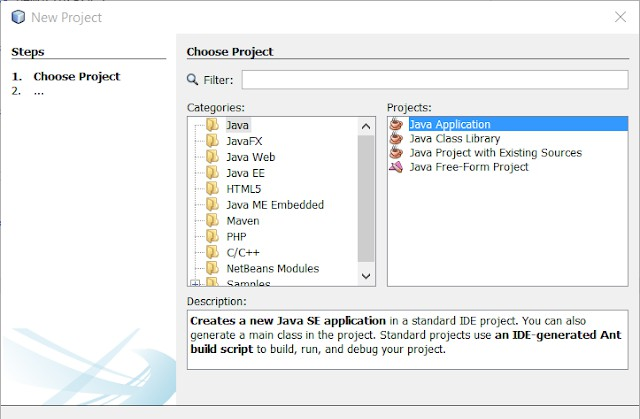 New Project
Steps
1. Choose Project
2. ...
Choose Project
Filter:
Categories:
Java
JavaFX
Java Web
Java EE
HTML5
Java ME Embedded
Maven
PHP
C/C++
NetBeans Modules
Samples
Projects:
Java Application
Java Class Library
Java Project with Existing Sources
Java Free-Form Project
Description:
Creates a new Java SE application in a standard IDE project. You can also
generate a main class in the project. Standard projects use an IDE-generated Ant
build script to build, run, and debug your project.